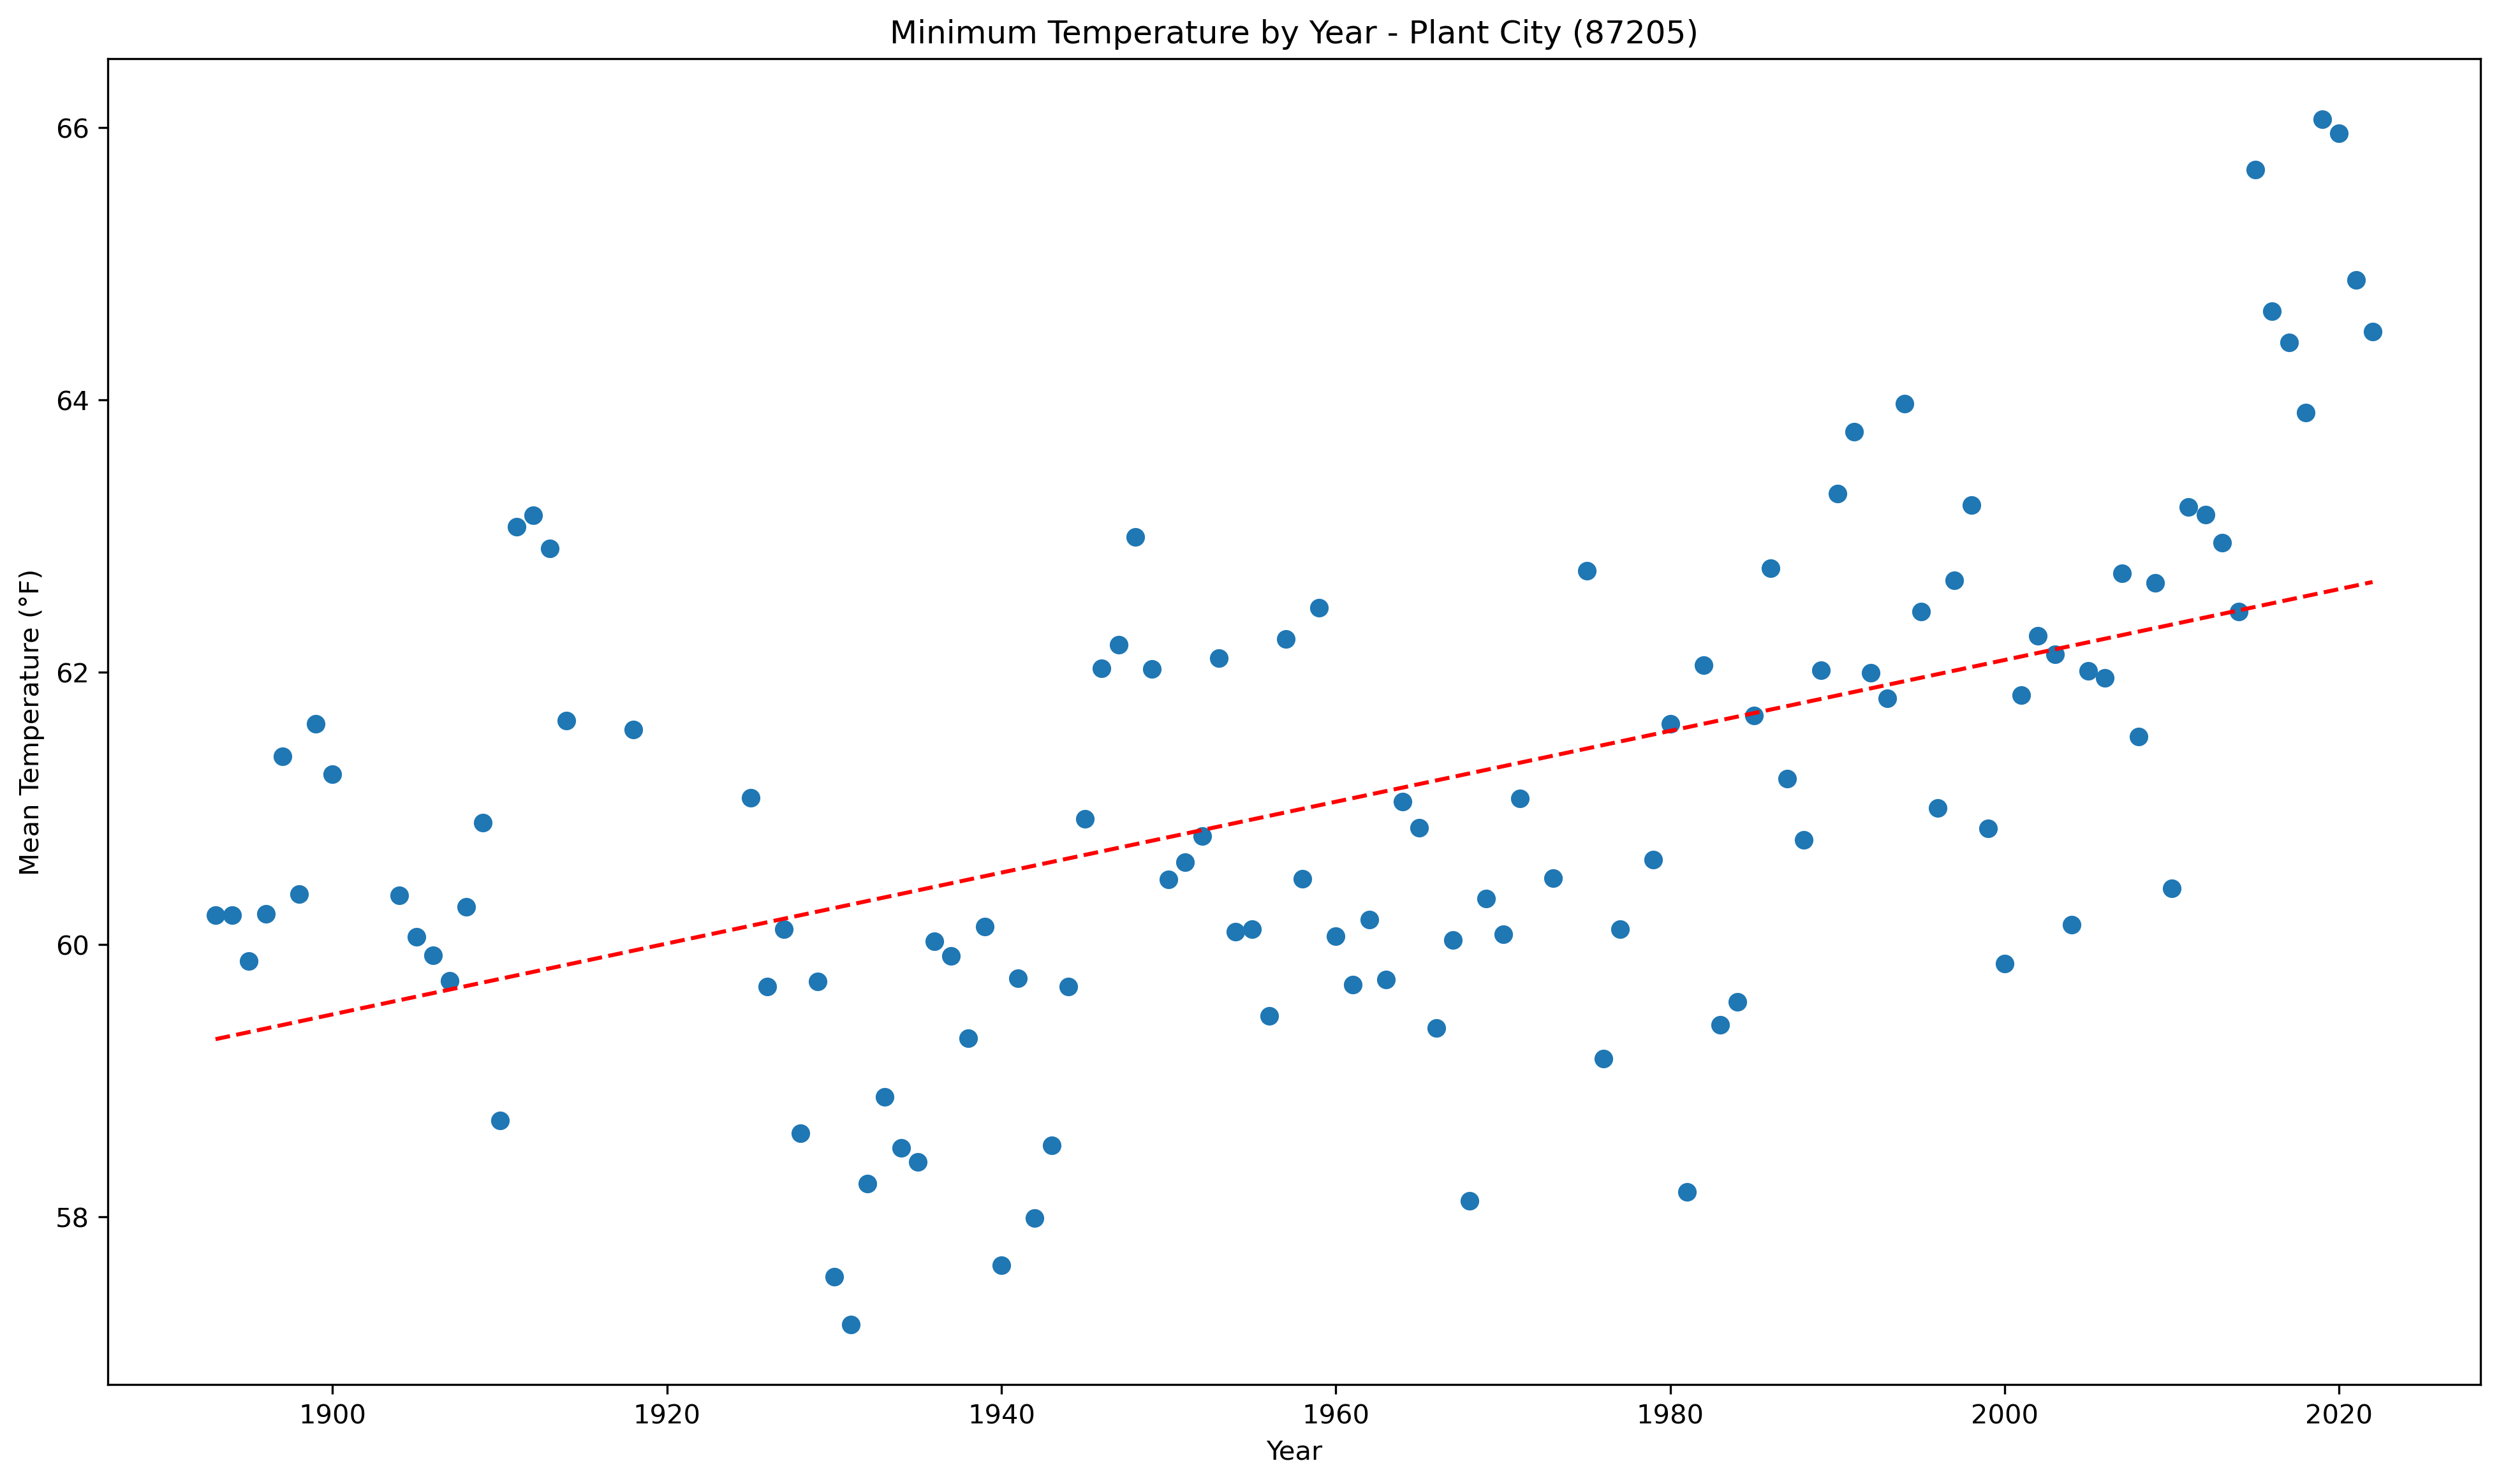 Minimum Temperature by Year - Plant City (87205)
Mean Temperature (°F)
66
64
62
60
58
1900 1920 1940 1960 1980 2000 2020
Year